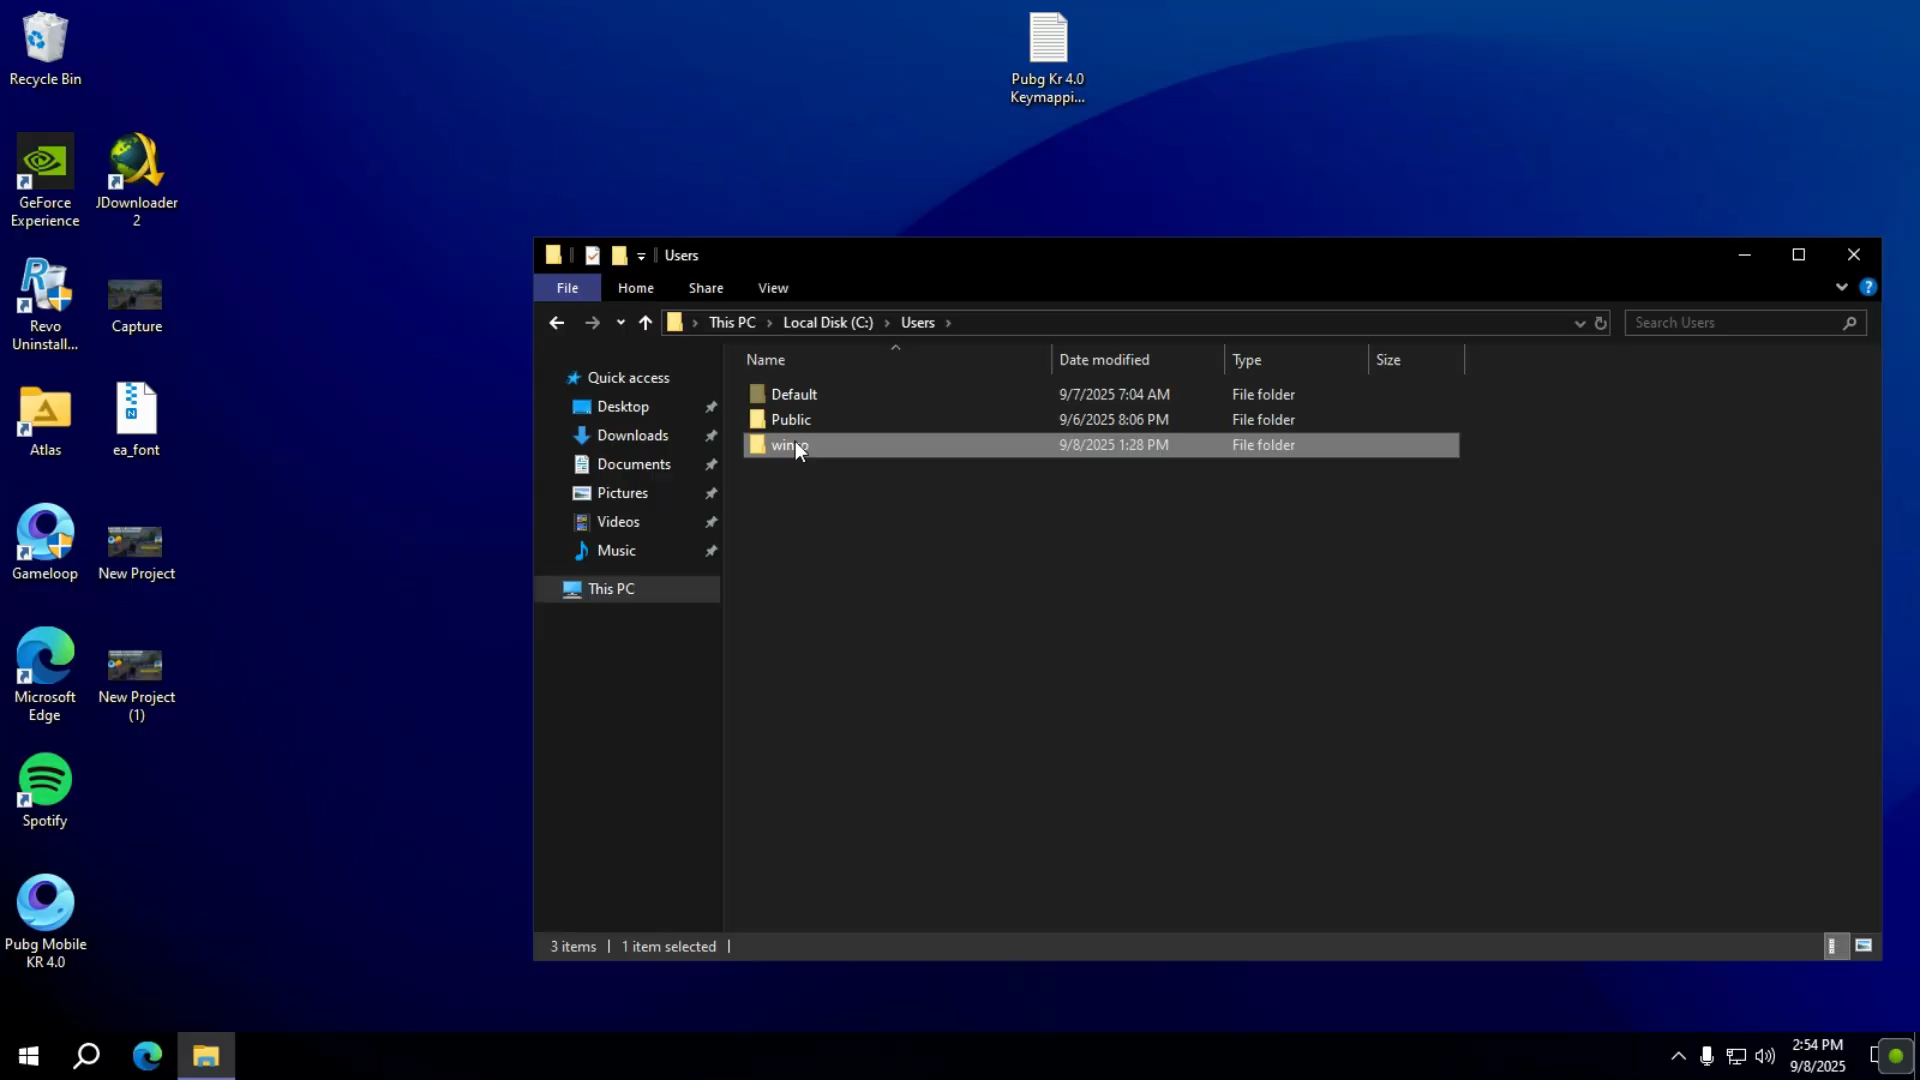 Recycle Bin
GeForce
Experience
JDownloader
2
Revo
Uninstall...
Capture
Atlas
ea_font
Gameloop
New Project
Microsoft
Edge
New Project
(1)
Spotify
Pubg Mobile
KR 4.0
Pubg Kr 4.0
Keymappi...
Users
File
Home
Share
View
This PC
Local Disk (C:)
Users
Search Users
Name
Date modified
Type
Size
Quick access
Desktop
Downloads
Documents
Pictures
Videos
Music
This PC
Default
9/7/2025 7:04 AM
File folder
Public
9/6/2025 8:06 PM
File folder
9/8/2025 1:28 PM
File folder
3 items
1 item selected
2:54 PM
9/8/2025